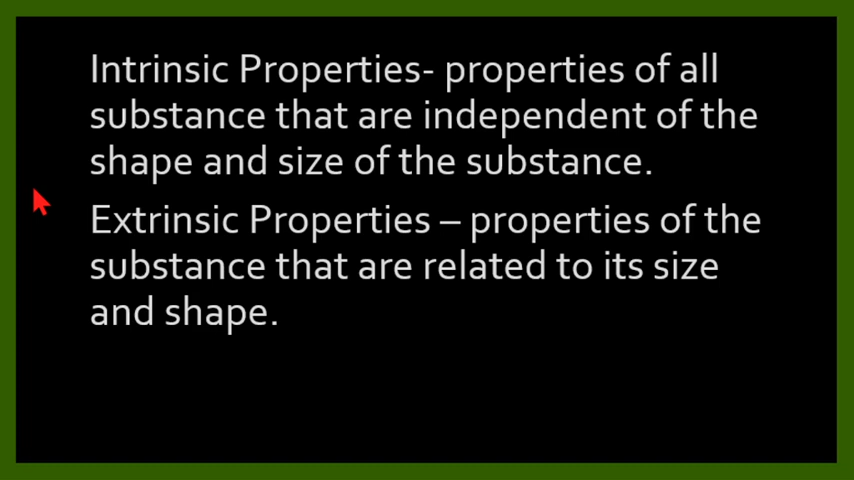 Intrinsic Properties- properties of all
substance that are independent of the
shape and size of the substance.
Extrinsic Properties – properties of the
substance that are related to its size
and shape.